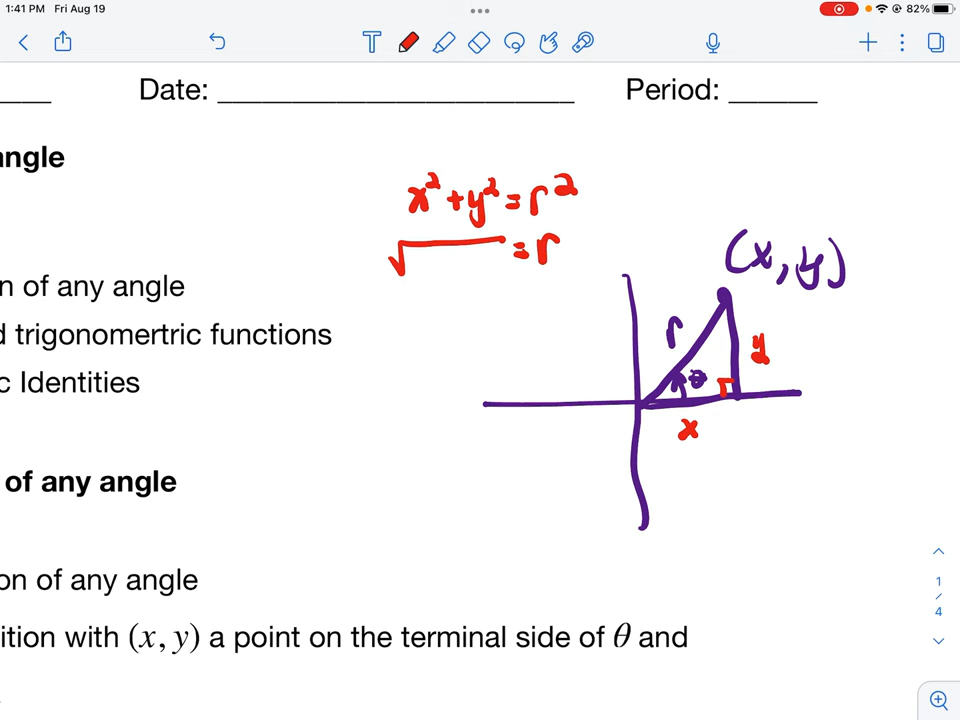 1:41 PM Fri Aug 19 82%
____ Date: ________________________ Period: ______
angle
x² + y² = r²
√ = r
(x, y)
n of any angle
r
d trigonomertric functions
y
θ
c Identities
x
of any angle
on of any angle
1
/
4
ition with (x, y) a point on the terminal side of θ and